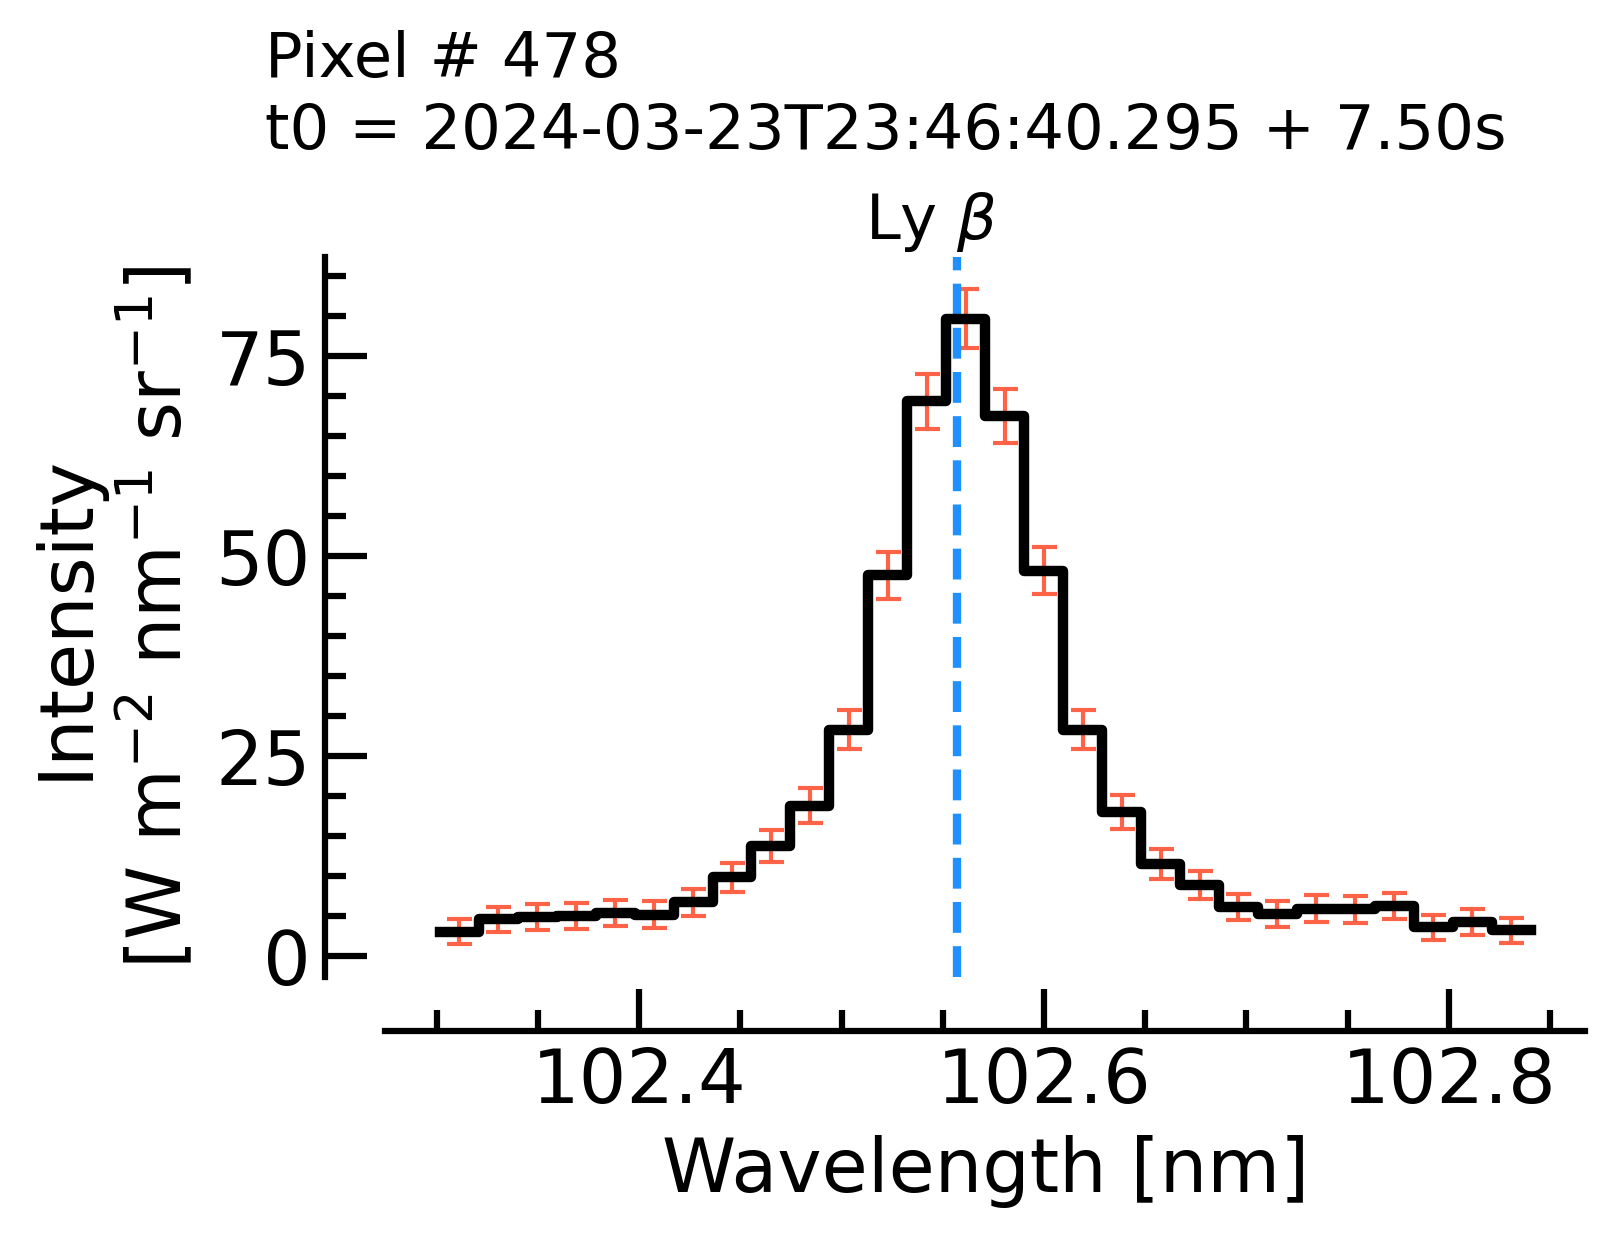 Pixel # 478
t0 = 2024-03-23T23:46:40.295 + 7.50s
Ly β
Intensity
[W m⁻² nm⁻¹ sr⁻¹]
75
50
25
0
102.4 102.6 102.8
Wavelength [nm]